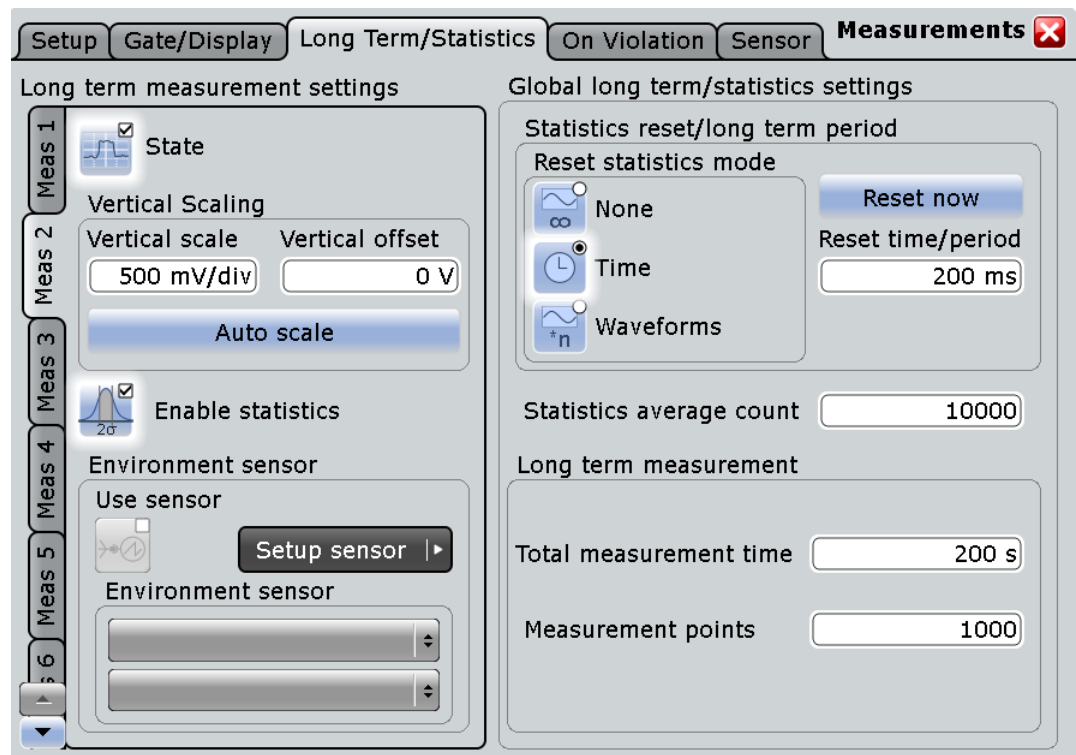 Setup
Gate/Display
Long Term/Statistics
On Violation
Sensor
Measurements
Long term measurement settings
Meas 1
Meas 2
Meas 3
Meas 4
Meas 5
6
State
Vertical Scaling
Vertical scale
Vertical offset
500 mV/div
0 V
Auto scale
2σ
Enable statistics
Environment sensor
Use sensor
Setup sensor
Environment sensor
Global long term/statistics settings
Statistics reset/long term period
Reset statistics mode
∞
None
Time
*n
Waveforms
Reset now
Reset time/period
200 ms
Statistics average count
10000
Long term measurement
Total measurement time
200 s
Measurement points
1000